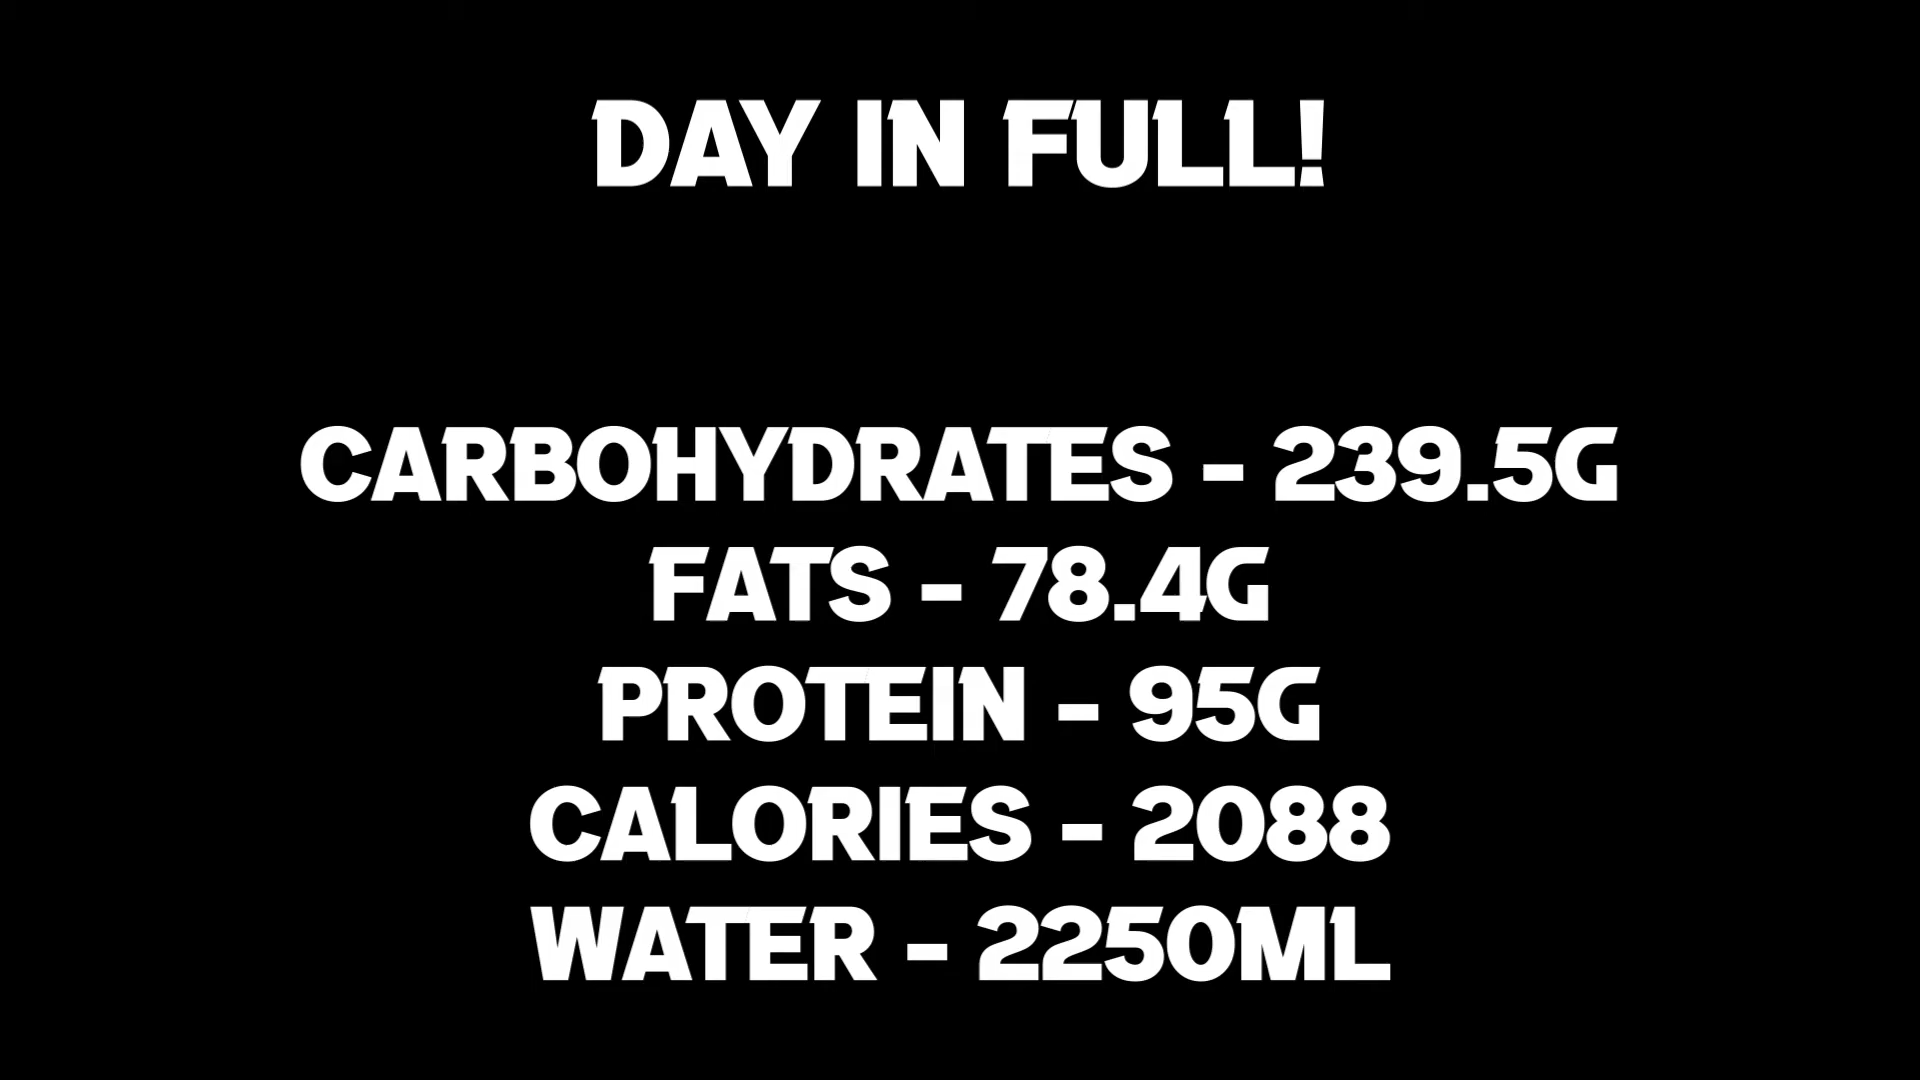 DAY IN FULL!
CARBOHYDRATES - 239.5G
FATS - 78.4G
PROTEIN - 95G
CALORIES - 2088
WATER - 2250ML